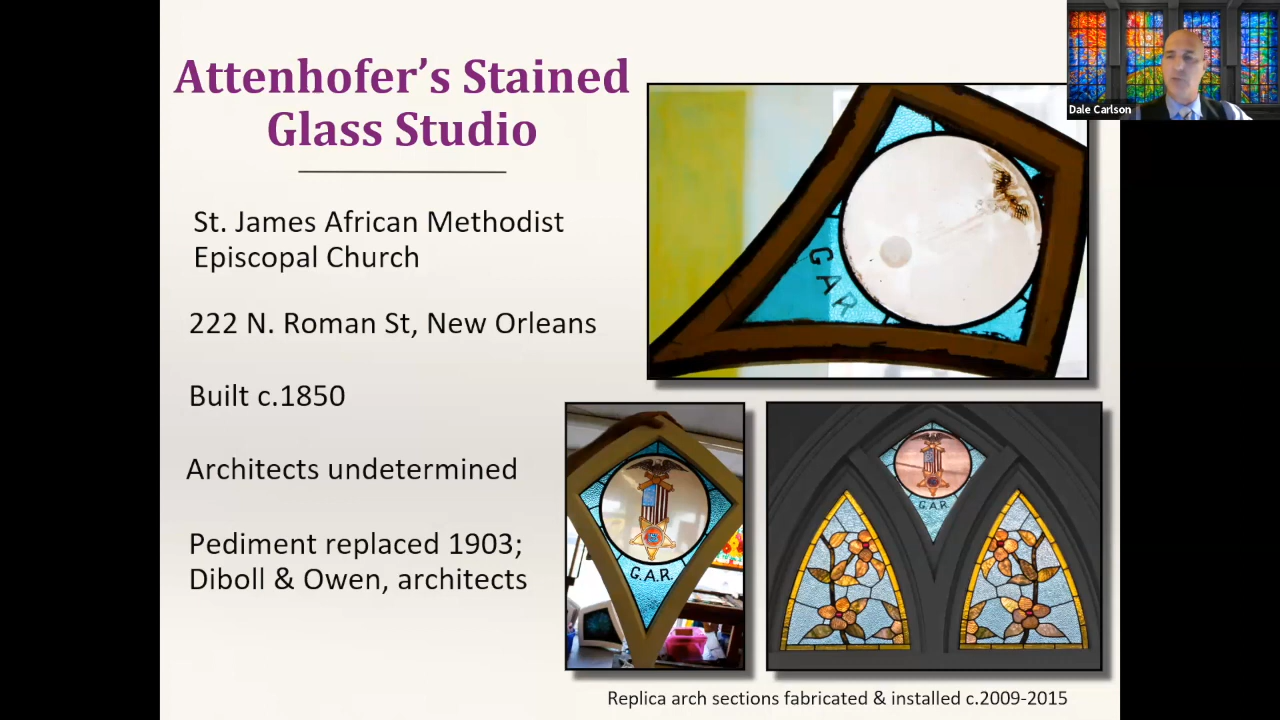 Attenhofer’s Stained
Glass Studio
St. James African Methodist
Episcopal Church
222 N. Roman St, New Orleans
Built c.1850
Architects undetermined
Pediment replaced 1903;
Diboll & Owen, architects
Dale Carlson
GAR
G.A.R.
G.A.R.
Replica arch sections fabricated & installed c.2009-2015